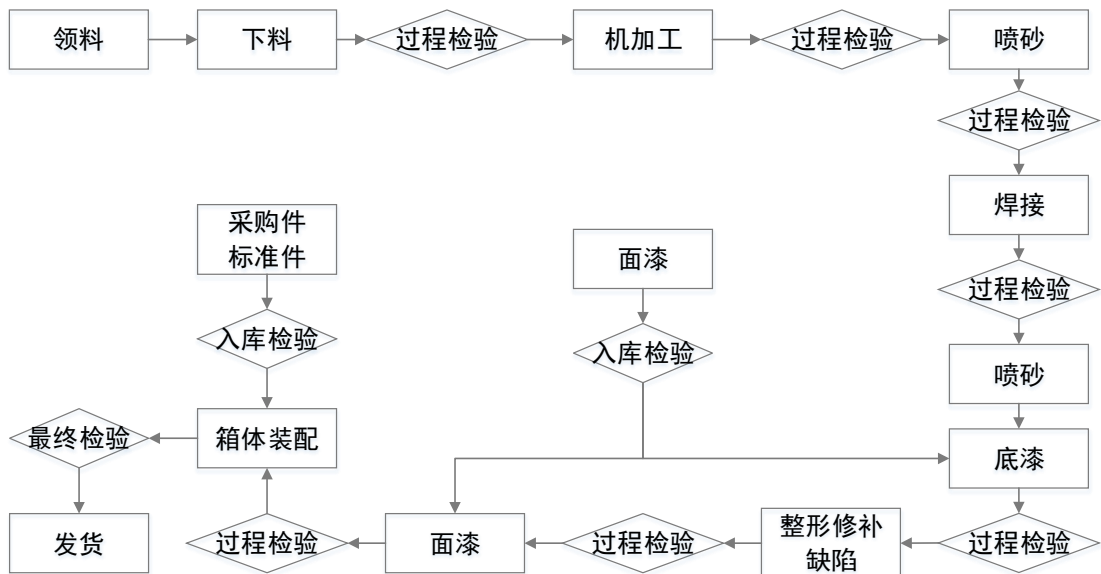 领料
下料
过程检验
机加工
过程检验
喷砂
过程检验
焊接
采购件
标准件
面漆
过程检验
入库检验
入库检验
喷砂
最终检验
箱体装配
底漆
发货
过程检验
面漆
过程检验
整形修补
缺陷
过程检验